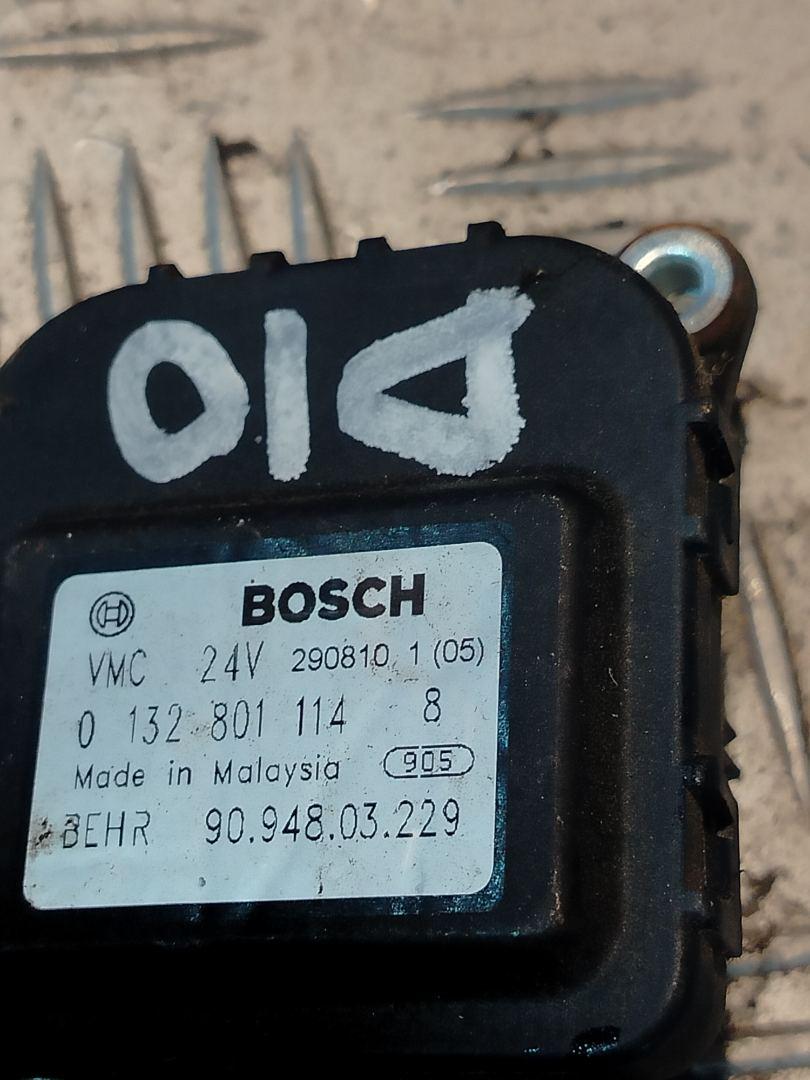 DIA
BOSCH
VMC 24V 290810 1 (05)
0 132 801 114 8
Made in Malaysia 905
BEHR 90.948.03.229